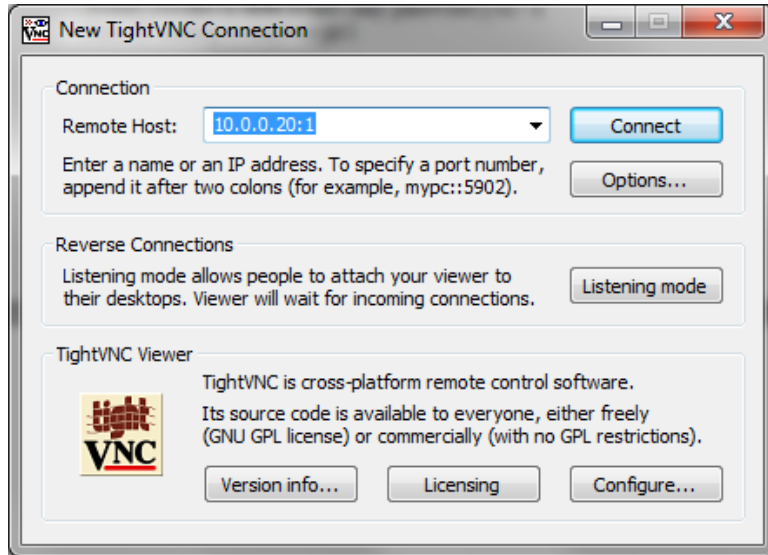 New TightVNC Connection
Connection
Remote Host:
10.0.0.20:1
Connect
Enter a name or an IP address. To specify a port number,
append it after two colons (for example, mypc::5902).
Options...
Reverse Connections
Listening mode allows people to attach your viewer to
their desktops. Viewer will wait for incoming connections.
Listening mode
TightVNC Viewer
tight
VNC
TightVNC is cross-platform remote control software.
Its source code is available to everyone, either freely
(GNU GPL license) or commercially (with no GPL restrictions).
Version info...
Licensing
Configure...